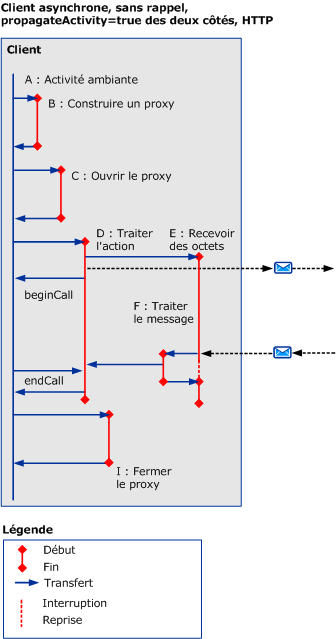 Client asynchrone, sans rappel,
propagateActivity=true des deux côtés, HTTP
Client
A : Activité ambiante
B : Construire un proxy
C : Ouvrir le proxy
D : Traiter
l'action
E : Recevoir
des octets
beginCall
F : Traiter
le message
endCall
I : Fermer
le proxy
Légende
Début
Fin
Transfert
Interruption
Reprise